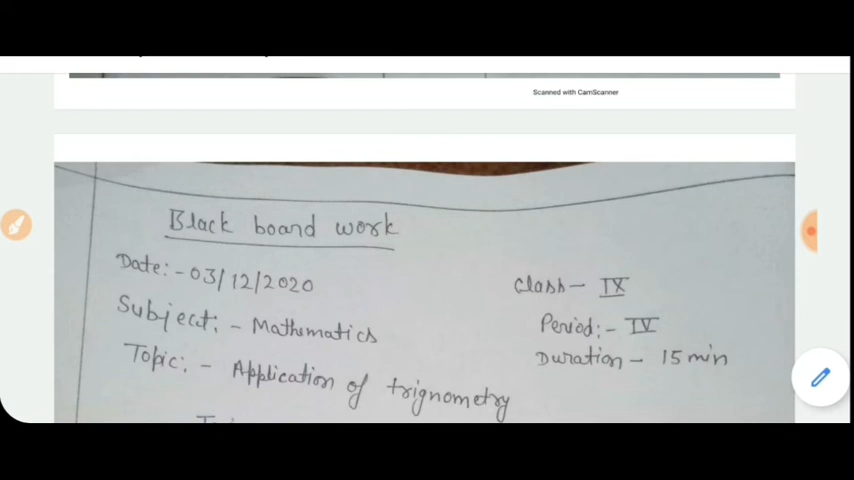 Scanned with CamScanner
Black board work
Date:- 03/12/2020
Class- IX
Subject:- Mathematics
Period:- IV
Topic:- Application of trignometry
Duration- 15 min